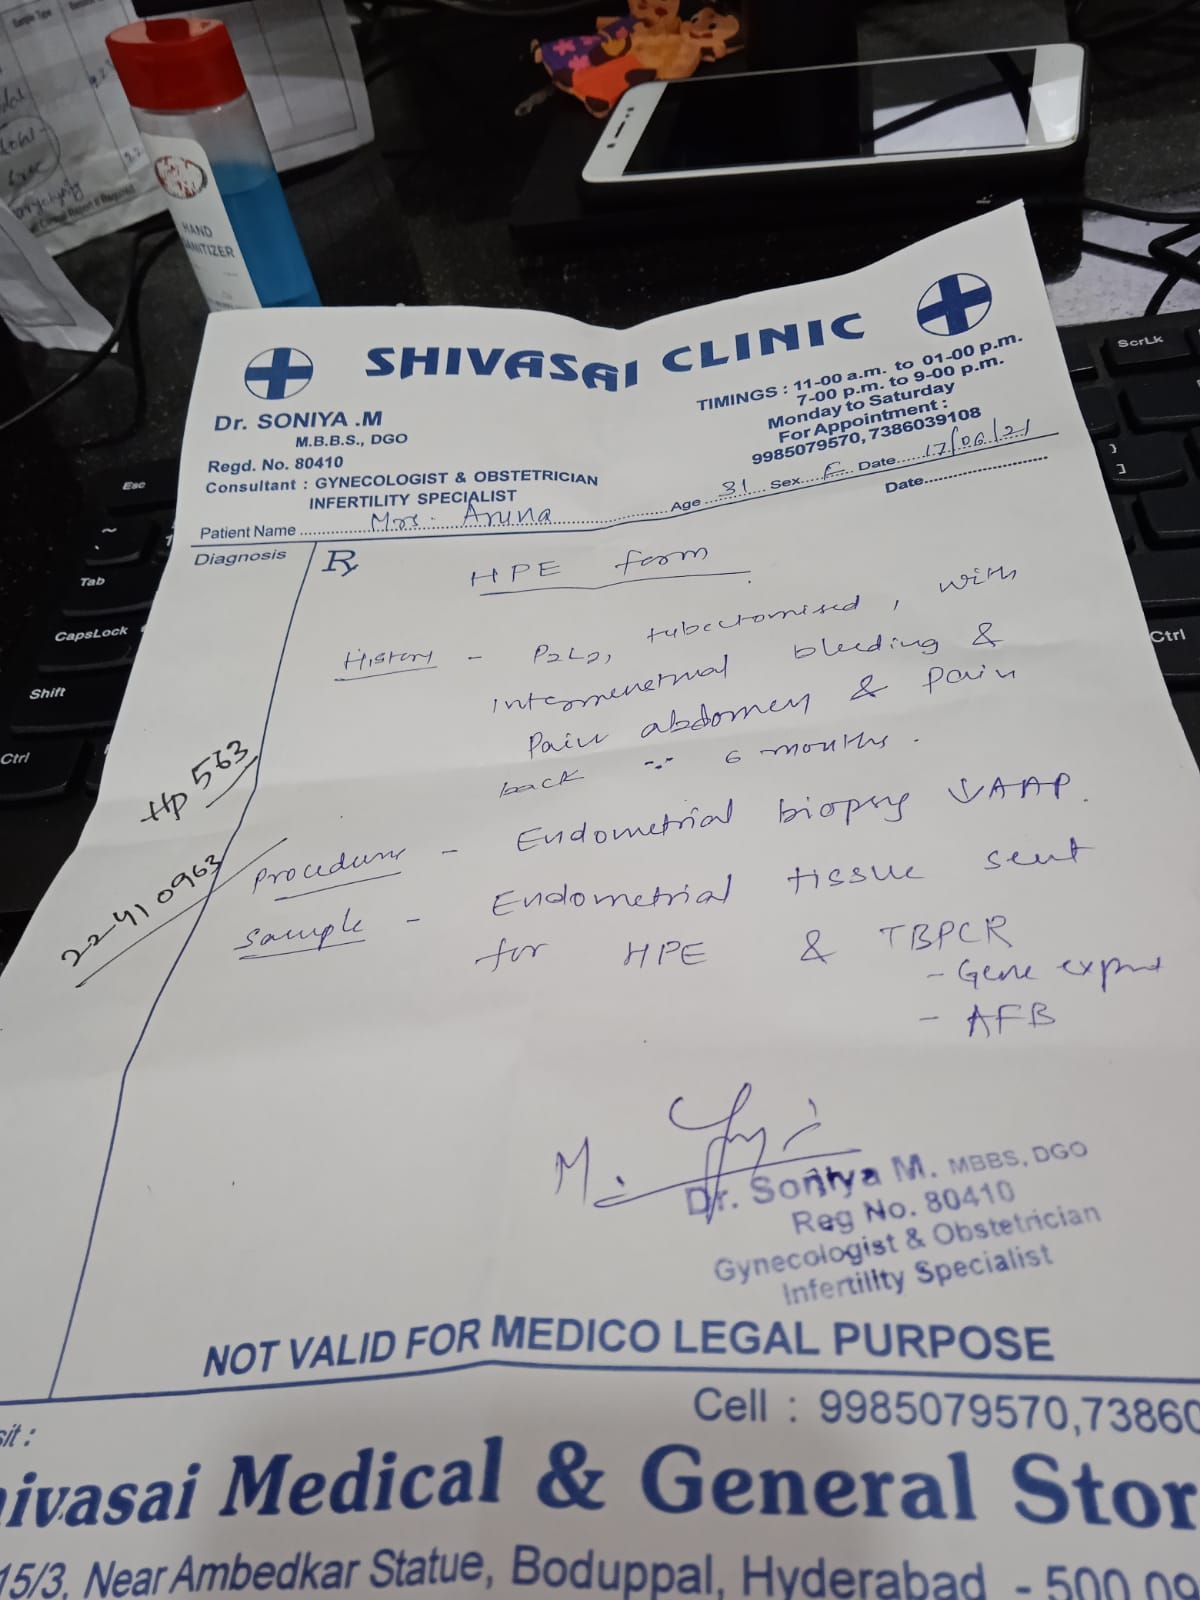 HAND
SHIVASAI CLINIC
Dr. SONIYA .M
M.B.B.S., DGO
Regd. No. 80410
Consultant : GYNECOLOGIST & OBSTETRICIAN
INFERTILITY SPECIALIST
TIMINGS : 11-00 a.m. to 01-00 p.m.
7-00 p.m. to 9-00 p.m.
Monday to Saturday
For Appointment :
9985079570, 7386039108
Patient Name Mrs. Aruna Age 31 Sex F Date 17/06/21
Date
Diagnosis
HPE form
History - P2L2, tubectomised, with
intermenstrual bleeding &
Pain abdomen & Pain
back 6 months.
HP 563
Procedure - Endometrial biopsy ↓AAP.
22410963
Sample - Endometrial tissue sent
for HPE & TBPCR
- Gene expert
- AFB
M.
Dr. Soniya M. MBBS, DGO
Reg No. 80410
Gynecologist & Obstetrician
Infertility Specialist
NOT VALID FOR MEDICO LEGAL PURPOSE
Cell : 9985079570,73860
sit :
ivasai Medical & General Stor
15/3, Near Ambedkar Statue, Boduppal, Hyderabad - 500 09
Esc
Tab
CapsLock
Shift
Ctrl
ScrLK
Ctrl